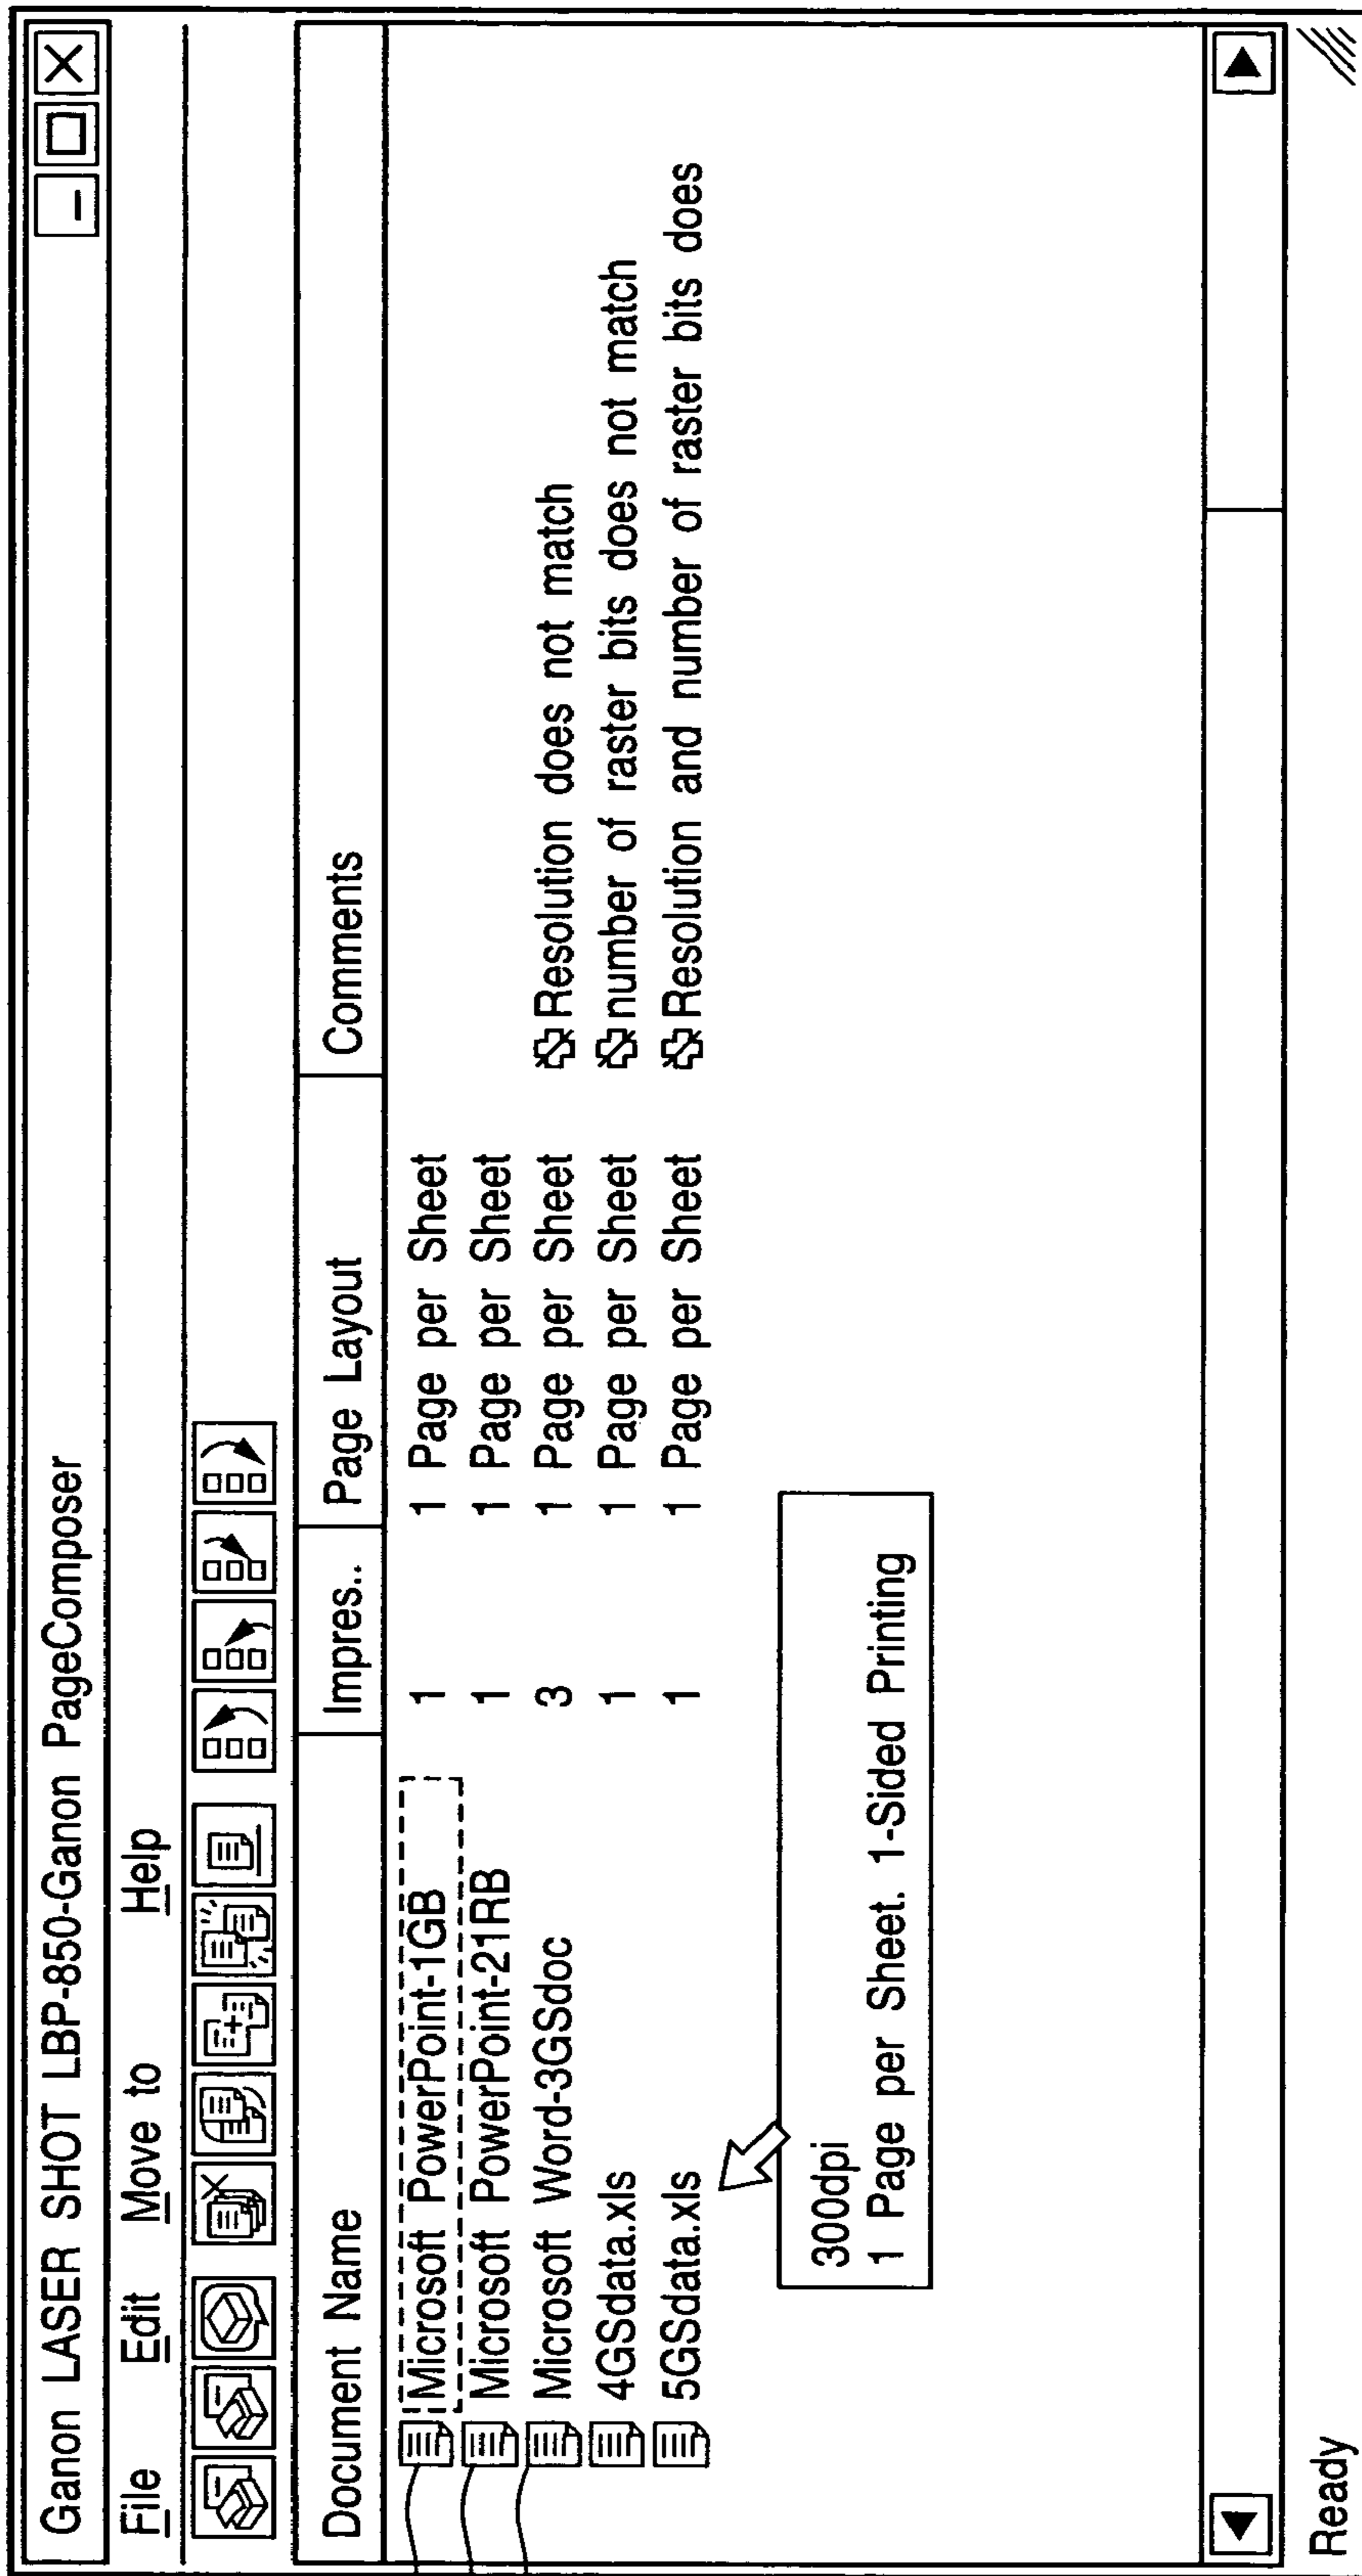 Ganon LASER SHOT LBP-850-Ganon PageComposer
File Edit Move to Help
Document Name Impres.. Page Layout Comments
Microsoft PowerPoint-1GB 1 1 Page per Sheet
Microsoft PowerPoint-21RB 1 1 Page per Sheet
Microsoft Word-3GSdoc 3 1 Page per Sheet Resolution does not match
4GSdata.xls 1 1 Page per Sheet number of raster bits does not match
5GSdata.xls 1 1 Page per Sheet Resolution and number of raster bits does
300dpi
1 Page per Sheet. 1-Sided Printing
Ready